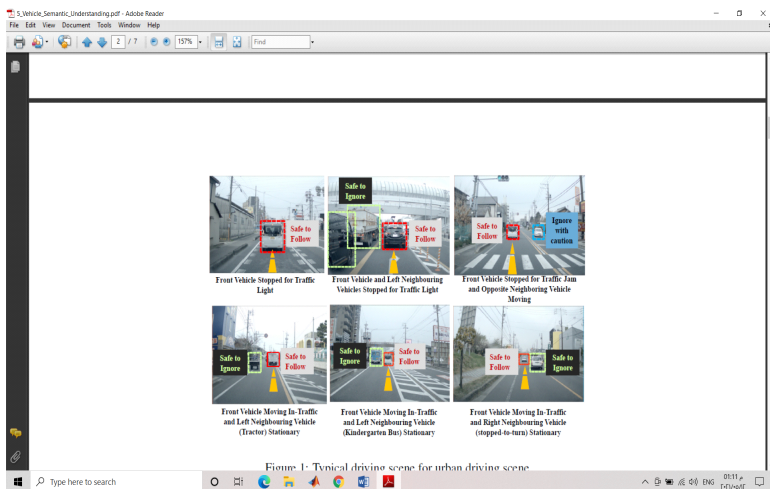 5_Vehicle_Semantic_Understanding.pdf - Adobe Reader
File Edit View Document Tools Window Help
2 / 7 157% Find
Safe to
Follow
Safe to
Ignore
Safe to
Follow
Safe to
Follow
Ignore
with
caution
Front Vehicle Stopped for Traffic
Light
Front Vehicle and Left Neighbouring
Vehicles Stopped for Traffic Light
Front Vehicle Stopped for Traffic Jam
and Opposite Neighboring Vehicle
Moving
Safe to
Ignore
Safe to
Follow
Safe to
Ignore
Safe to
Follow
Safe to
Follow
Safe to
Ignore
Front Vehicle Moving In-Traffic
and Left Neighbouring Vehicle
(Tractor) Stationary
Front Vehicle Moving In-Traffic
and Left Neighbouring Vehicle
(Kindergarten Bus) Stationary
Front Vehicle Moving In-Traffic
and Right Neighbouring Vehicle
(stopped-to-turn) Stationary
Figure 1: Typical driving scene for urban driving scene
Type here to search
ENG